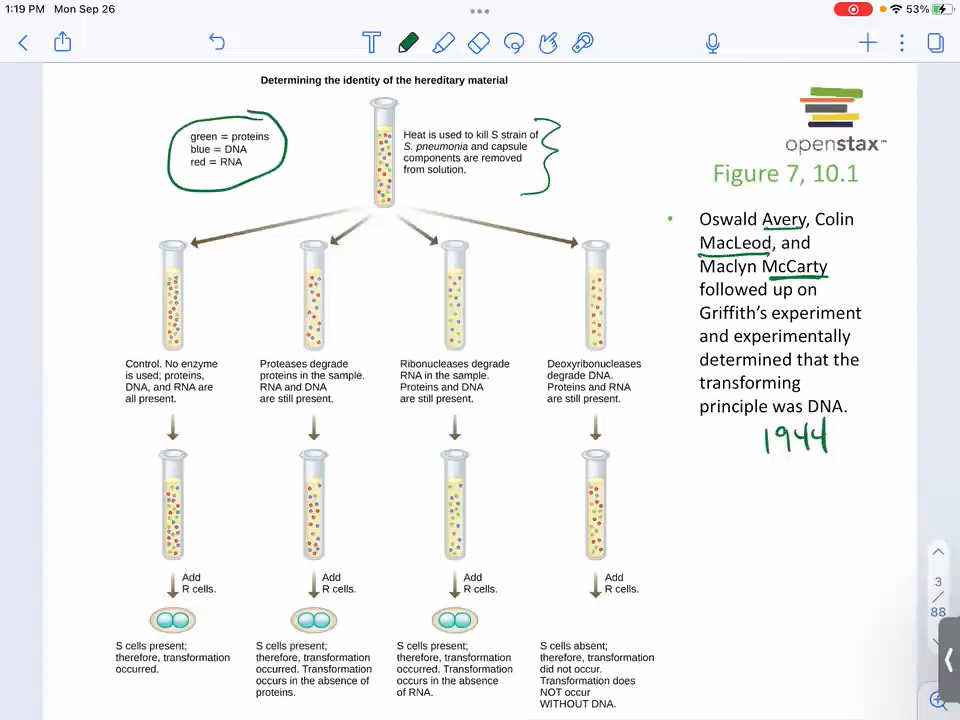 1:19 PM Mon Sep 26
53%
T
Determining the identity of the hereditary material
green = proteins
blue = DNA
red = RNA
Heat is used to kill S strain of
S. pneumonia and capsule
components are removed
from solution.
openstax™
Figure 7, 10.1
• Oswald Avery, Colin
MacLeod, and
Maclyn McCarty
followed up on
Griffith's experiment
and experimentally
determined that the
transforming
principle was DNA.
1944
Control. No enzyme
is used; proteins,
DNA, and RNA are
all present.
Proteases degrade
proteins in the sample.
RNA and DNA
are still present.
Ribonucleases degrade
RNA in the sample.
Proteins and DNA
are still present.
Deoxyribonucleases
degrade DNA.
Proteins and RNA
are still present.
Add
R cells.
Add
R cells.
Add
R cells.
Add
R cells.
S cells present;
therefore, transformation
occurred.
S cells present;
therefore, transformation
occurred. Transformation
occurs in the absence of
proteins.
S cells present;
therefore, transformation
occurred. Transformation
occurs in the absence
of RNA.
S cells absent;
therefore, transformation
did not occur.
Transformation does
NOT occur
WITHOUT DNA.
3
/
88